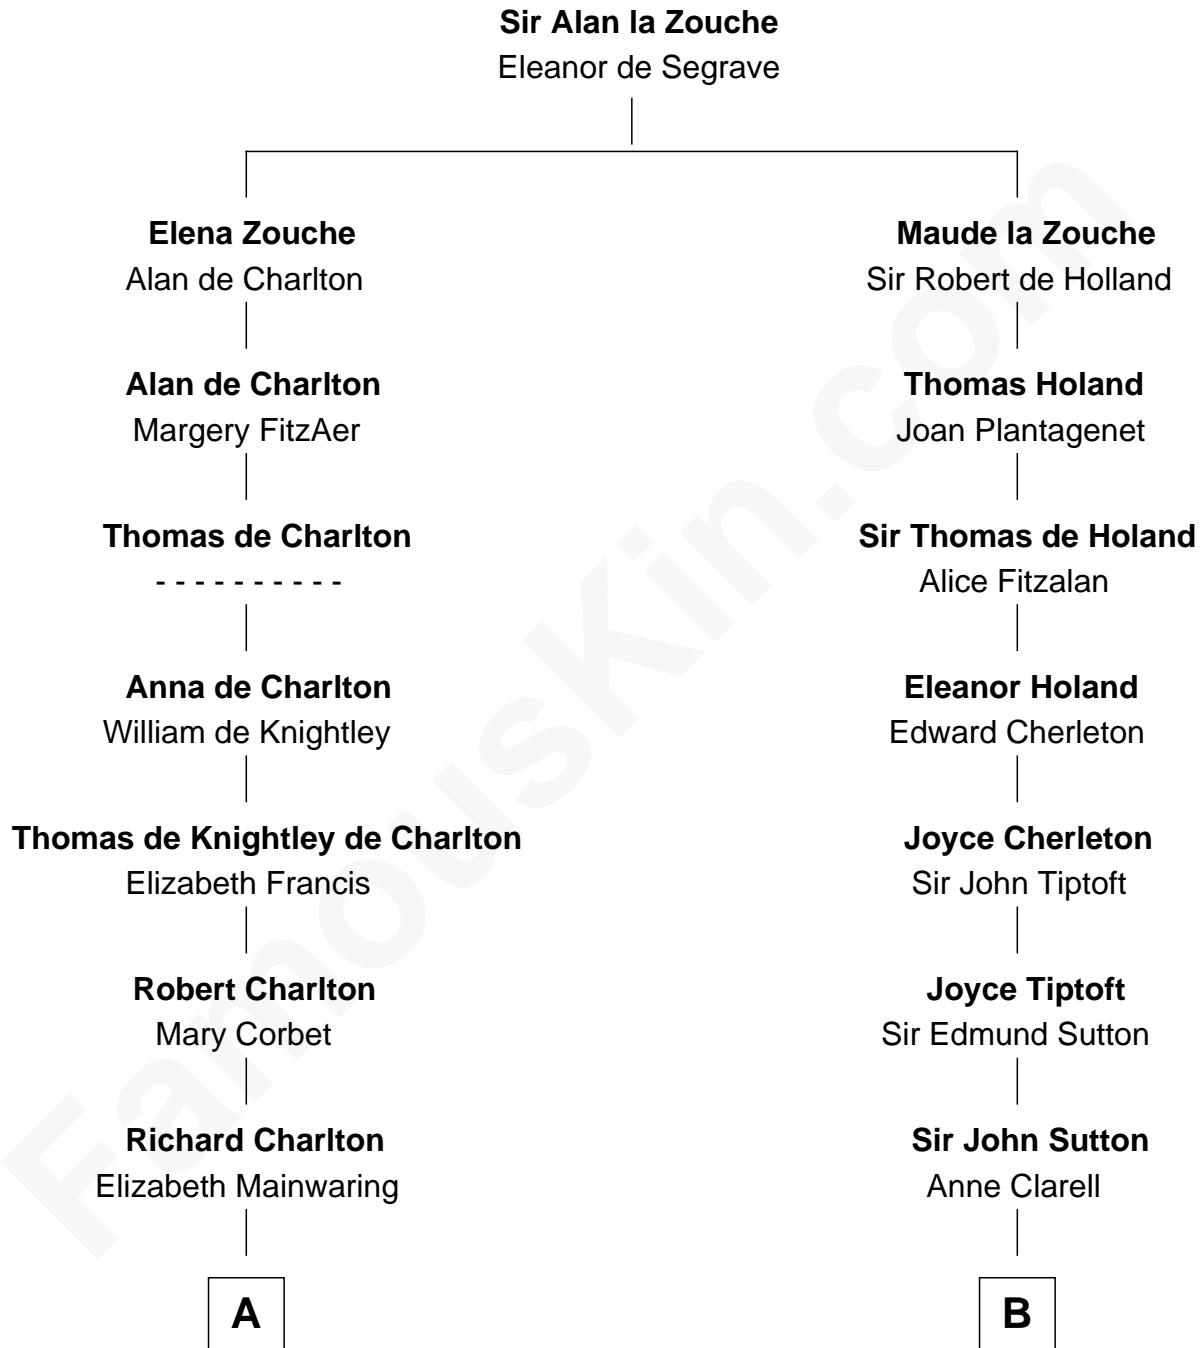 Sir Alan la Zouche
Eleanor de Segrave
Elena Zouche
Alan de Charlton
Maude la Zouche
Sir Robert de Holland
Alan de Charlton
Margery FitzAer
Thomas Holand
Joan Plantagenet
Thomas de Charlton
- - - - - - - - - -
Sir Thomas de Holand
Alice Fitzalan
Anna de Charlton
William de Knightley
Eleanor Holand
Edward Cherleton
Thomas de Knightley de Charlton
Elizabeth Francis
Joyce Cherleton
Sir John Tiptoft
Robert Charlton
Mary Corbet
Joyce Tiptoft
Sir Edmund Sutton
Richard Charlton
Elizabeth Mainwaring
Sir John Sutton
Anne Clarell
A
B
FamousKin.com